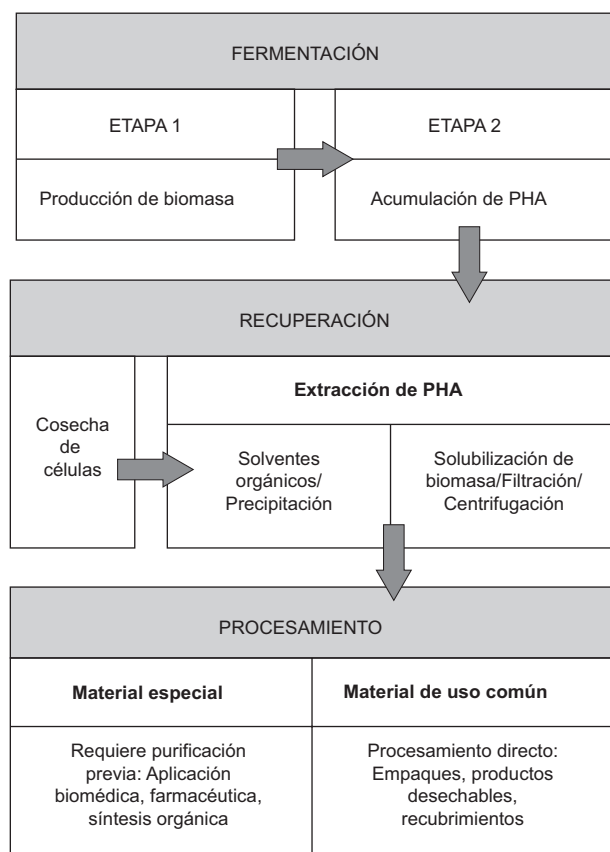 FERMENTACIÓN
ETAPA 1
Producción de biomasa
ETAPA 2
Acumulación de PHA
RECUPERACIÓN
Cosecha
de
células
Extracción de PHA
Solventes
orgánicos/
Precipitación
Solubilización de
biomasa/Filtración/
Centrifugación
PROCESAMIENTO
Material especial
Requiere purificación
previa: Aplicación
biomédica, farmacéutica,
síntesis orgánica
Material de uso común
Procesamiento directo:
Empaques, productos
desechables,
recubrimientos